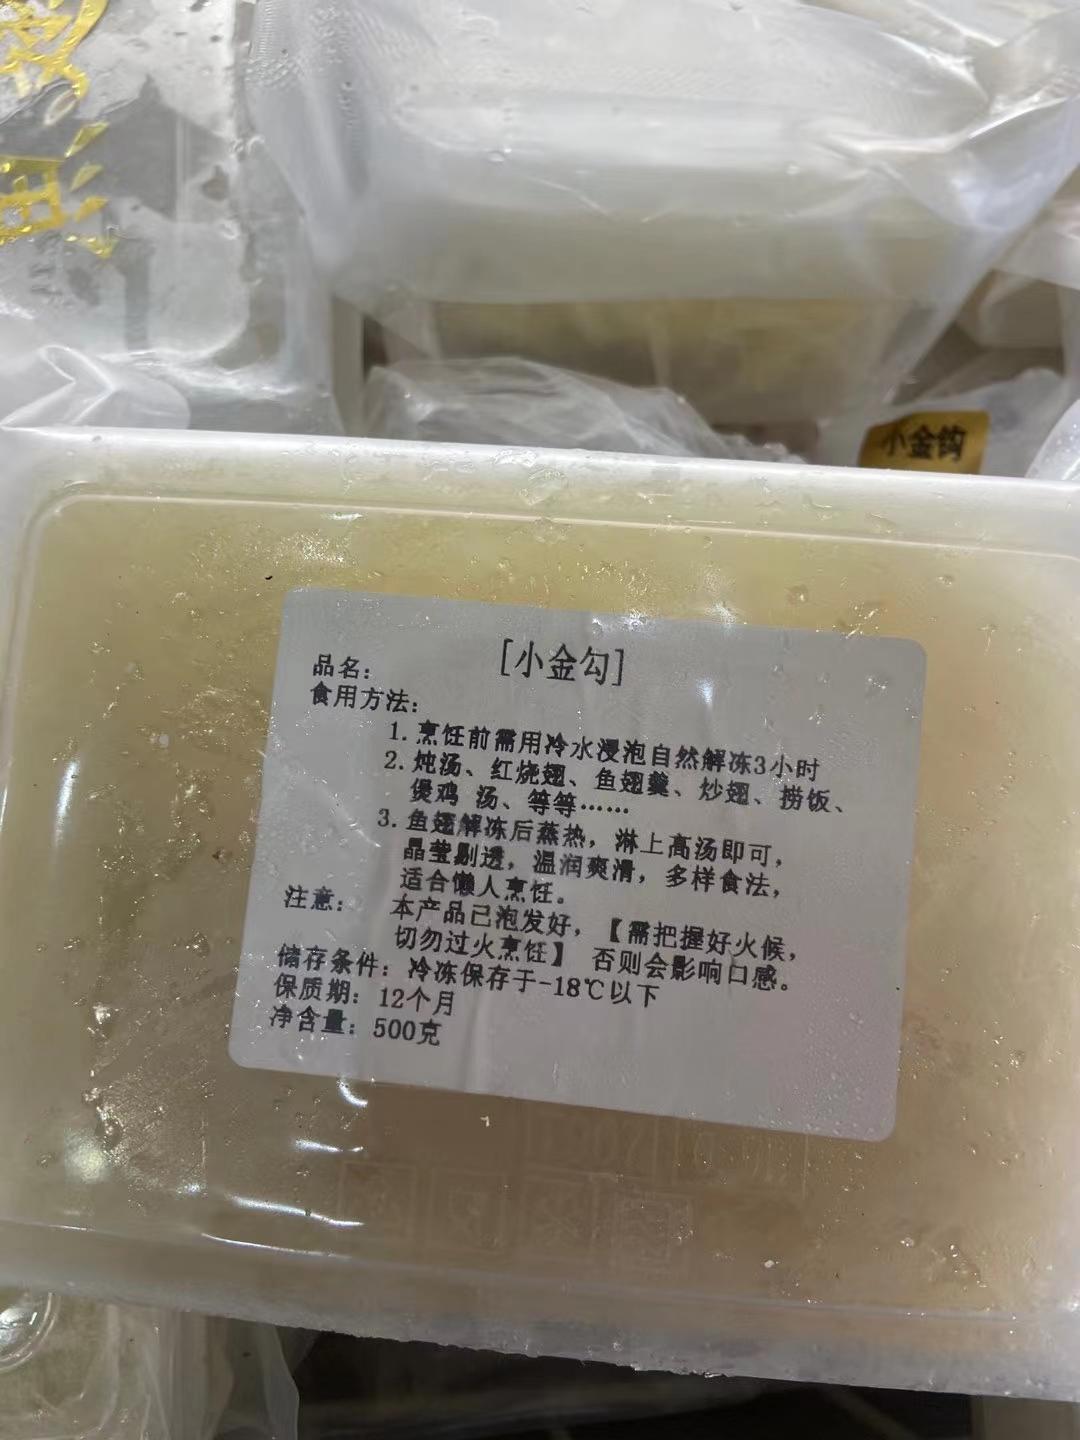 小金钩
[小金勾]
品名:
食用方法:
1.烹饪前需用冷水浸泡自然解冻3小时
2.炖汤、红烧翅、鱼翅羹、炒翅、捞饭、
煲鸡 汤、等等……
3.鱼翅解冻后蒸热，淋上高汤即可，
晶莹剔透，温润爽滑，多样食法，
适合懒人烹饪。
注意: 本产品已泡发好，【需把握好火候，
切勿过火烹饪】 否则会影响口感。
储存条件: 冷冻保存于-18℃以下
保质期: 12个月
净含量: 500克